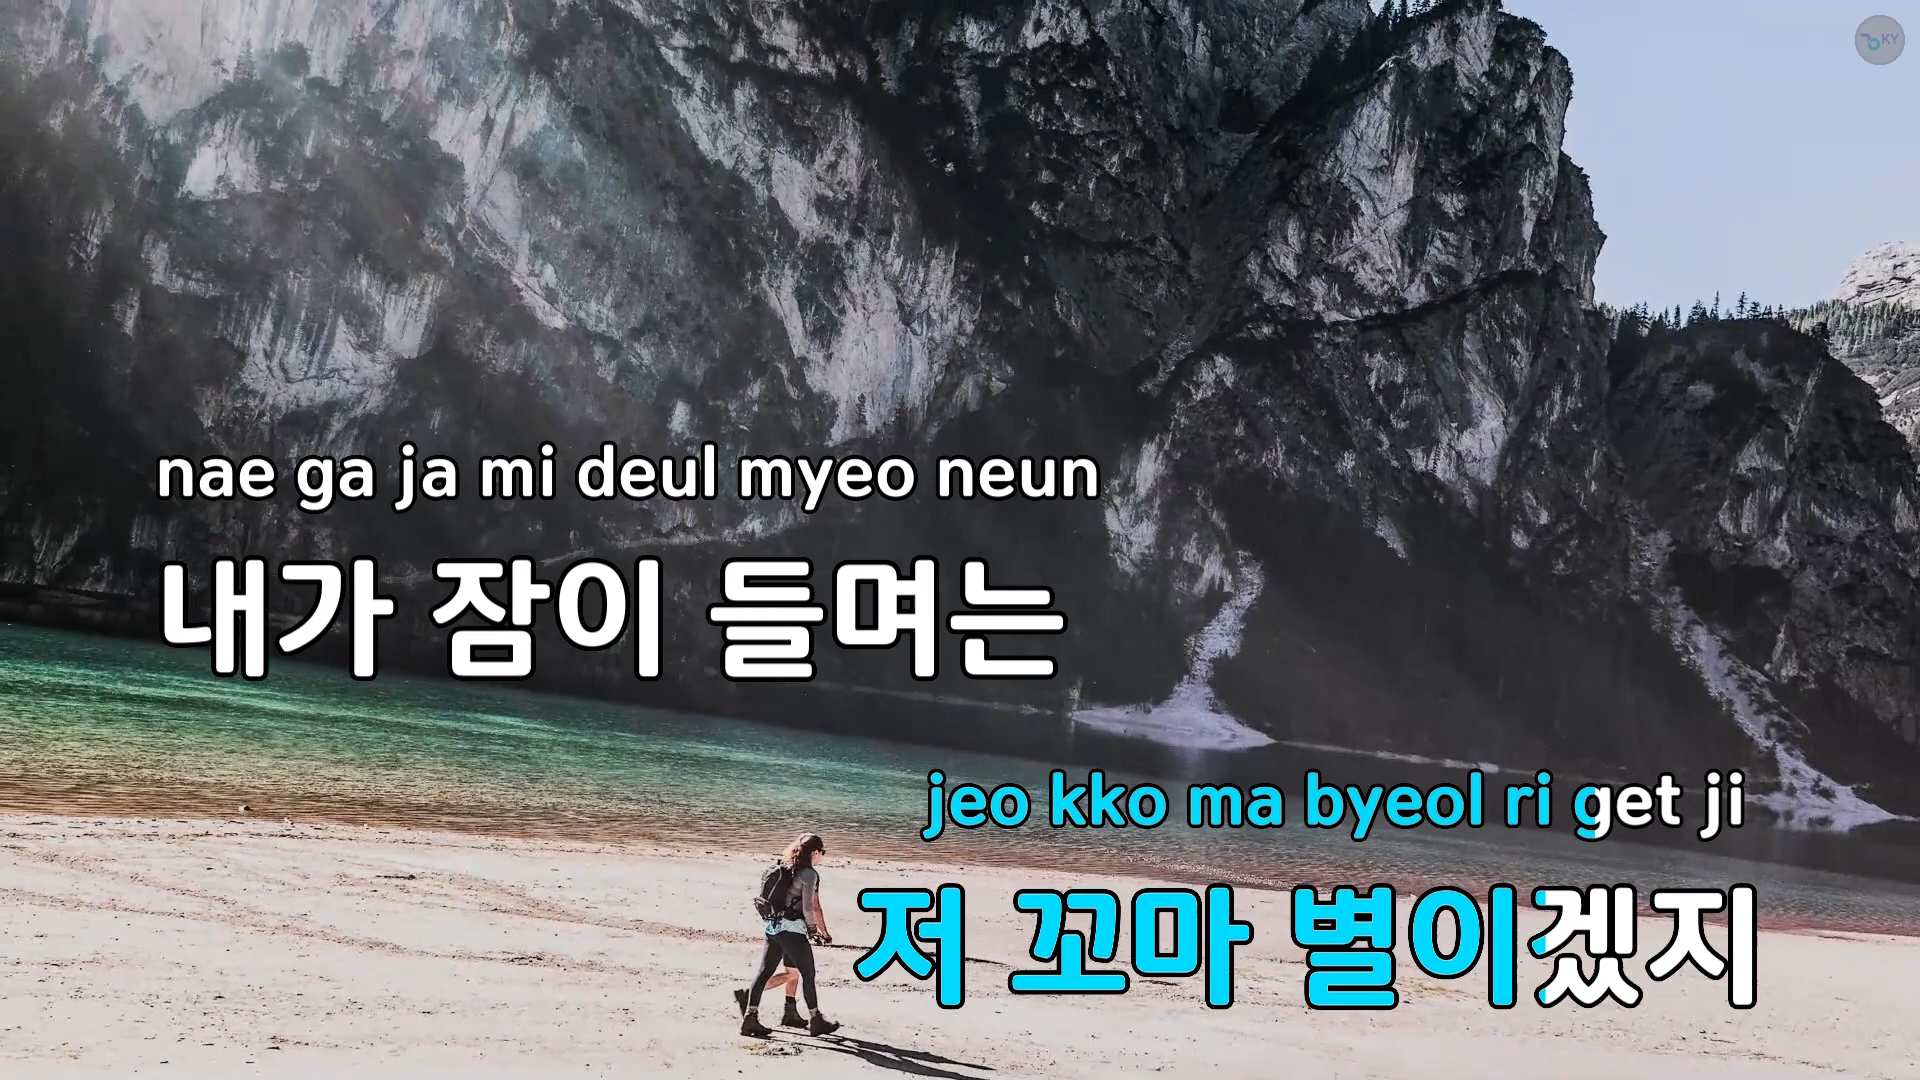 KY
nae ga ja mi deul myeo neun
내가 잠이 들며는
jeo kko ma byeol ri get ji
저 꼬마 별이겠지